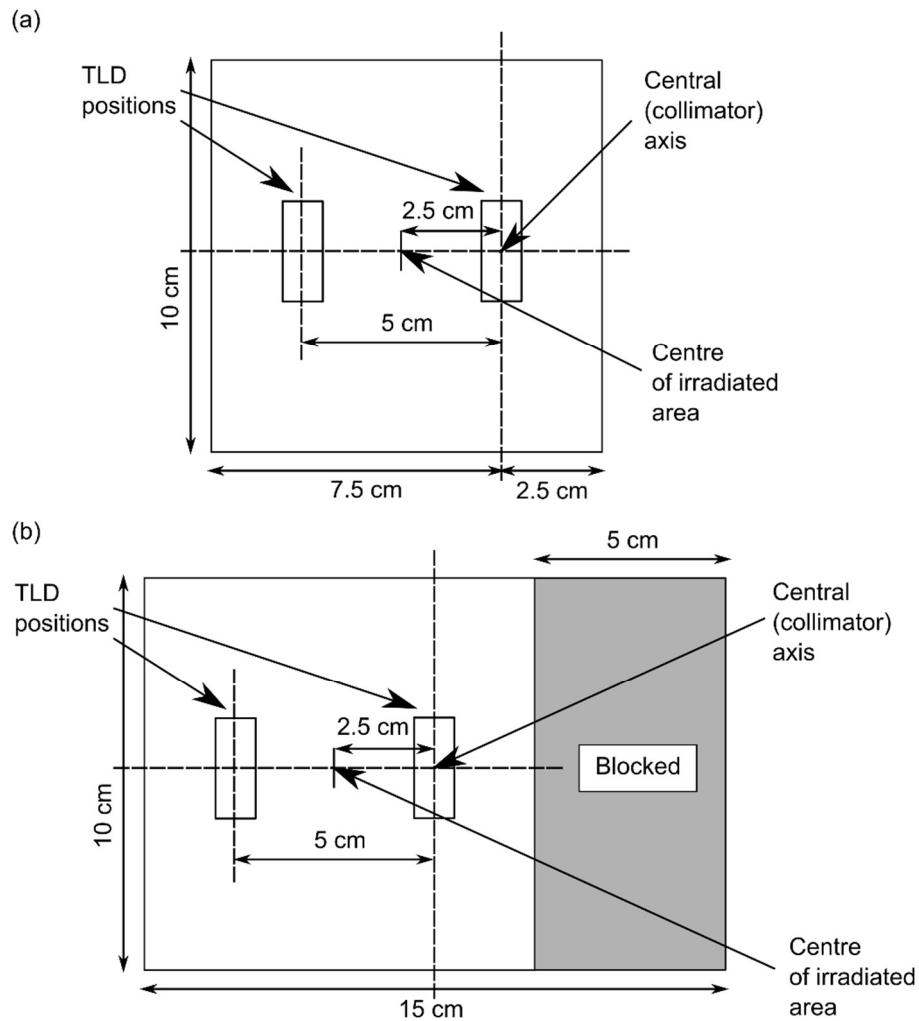 (a)
TLD
positions
Central
(collimator)
axis
2.5 cm
10 cm
5 cm
Centre
of irradiated
area
7.5 cm
2.5 cm
(b)
5 cm
TLD
positions
Central
(collimator)
axis
2.5 cm
Blocked
10 cm
5 cm
Centre
of irradiated
area
15 cm